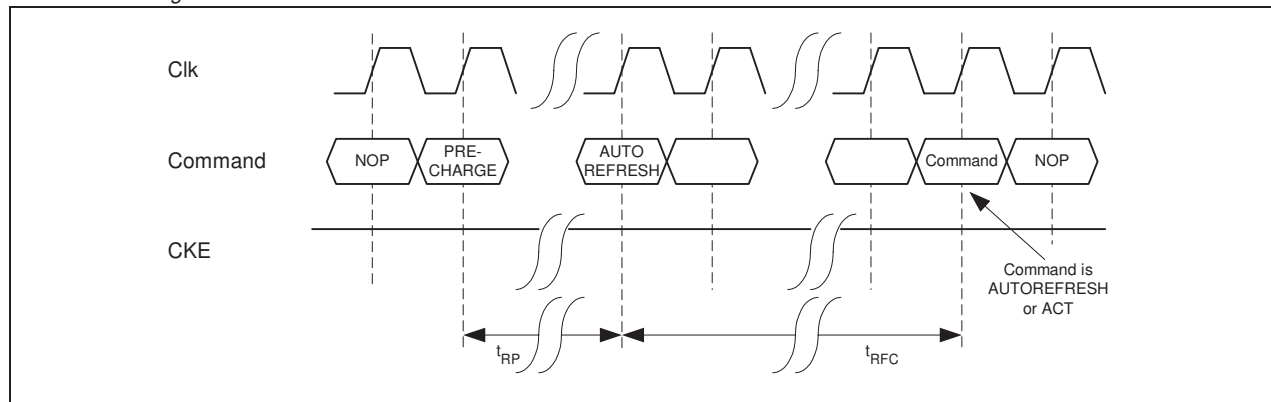 Clk
Command
NOP
PRE-
CHARGE
AUTO
REFRESH
Command
NOP
CKE
Command is
AUTOREFRESH
or ACT
tRP
tRFC